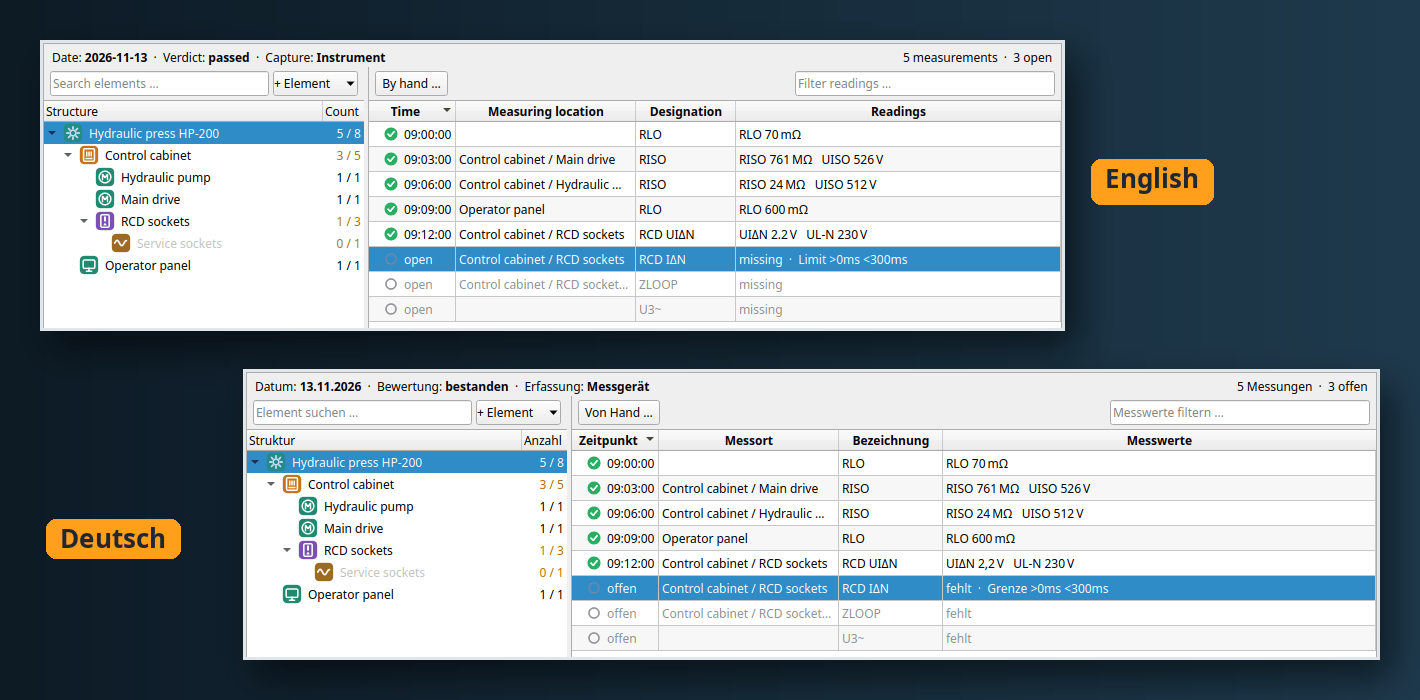 Date: 2026-11-13 · Verdict: passed · Capture: Instrument 5 measurements · 3 open
Search elements ... + Element By hand ... Filter readings ...
Structure Count Time Measuring location Designation Readings
Hydraulic press HP-200 5 / 8
Control cabinet 3 / 5
Hydraulic pump 1 / 1
Main drive 1 / 1
RCD sockets 1 / 3
Service sockets 0 / 1
Operator panel 1 / 1
09:00:00 RLO RLO 70 mΩ
09:03:00 Control cabinet / Main drive RISO RISO 761 MΩ UISO 526 V
09:06:00 Control cabinet / Hydraulic ... RISO RISO 24 MΩ UISO 512 V
09:09:00 Operator panel RLO RLO 600 mΩ
09:12:00 Control cabinet / RCD sockets RCD UIΔN UIΔN 2.2 V UL-N 230 V
open Control cabinet / RCD sockets RCD IΔN missing · Limit >0ms <300ms
open Control cabinet / RCD socket... ZLOOP missing
open U3~ missing
English
Datum: 13.11.2026 · Bewertung: bestanden · Erfassung: Messgerät 5 Messungen · 3 offen
Element suchen ... + Element Von Hand ... Messwerte filtern ...
Struktur Anzahl Zeitpunkt Messort Bezeichnung Messwerte
Hydraulic press HP-200 5 / 8
Control cabinet 3 / 5
Hydraulic pump 1 / 1
Main drive 1 / 1
RCD sockets 1 / 3
Service sockets 0 / 1
Operator panel 1 / 1
09:00:00 RLO RLO 70 mΩ
09:03:00 Control cabinet / Main drive RISO RISO 761 MΩ UISO 526 V
09:06:00 Control cabinet / Hydraulic ... RISO RISO 24 MΩ UISO 512 V
09:09:00 Operator panel RLO RLO 600 mΩ
09:12:00 Control cabinet / RCD sockets RCD UIΔN UIΔN 2,2 V UL-N 230 V
offen Control cabinet / RCD sockets RCD IΔN fehlt · Grenze >0ms <300ms
offen Control cabinet / RCD socket... ZLOOP fehlt
offen U3~ fehlt
Deutsch